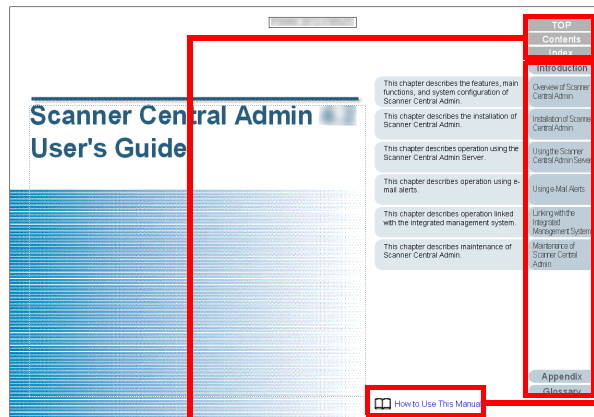 TOP
Contents
Index
Introduction
This chapter describes the features, main
functions, and system configuration of
Scanner Central Admin.
Overview of Scanner
Central Admin
This chapter describes the installation of
Scanner Central Admin.
Installation of Scanner
Central Admin
This chapter describes operation using the
Scanner Central Admin Server.
Using the Scanner
Central Admin Server
This chapter describes operation using e-
mail alerts.
Using e-Mail Alerts
This chapter describes operation linked
with the integrated management system.
Linking with the
Integrated
Management System
This chapter describes maintenance of
Scanner Central Admin.
Maintenance of
Scanner Central
Admin
Scanner Central Admin
User's Guide
Appendix
Glossary
How to Use This Manual